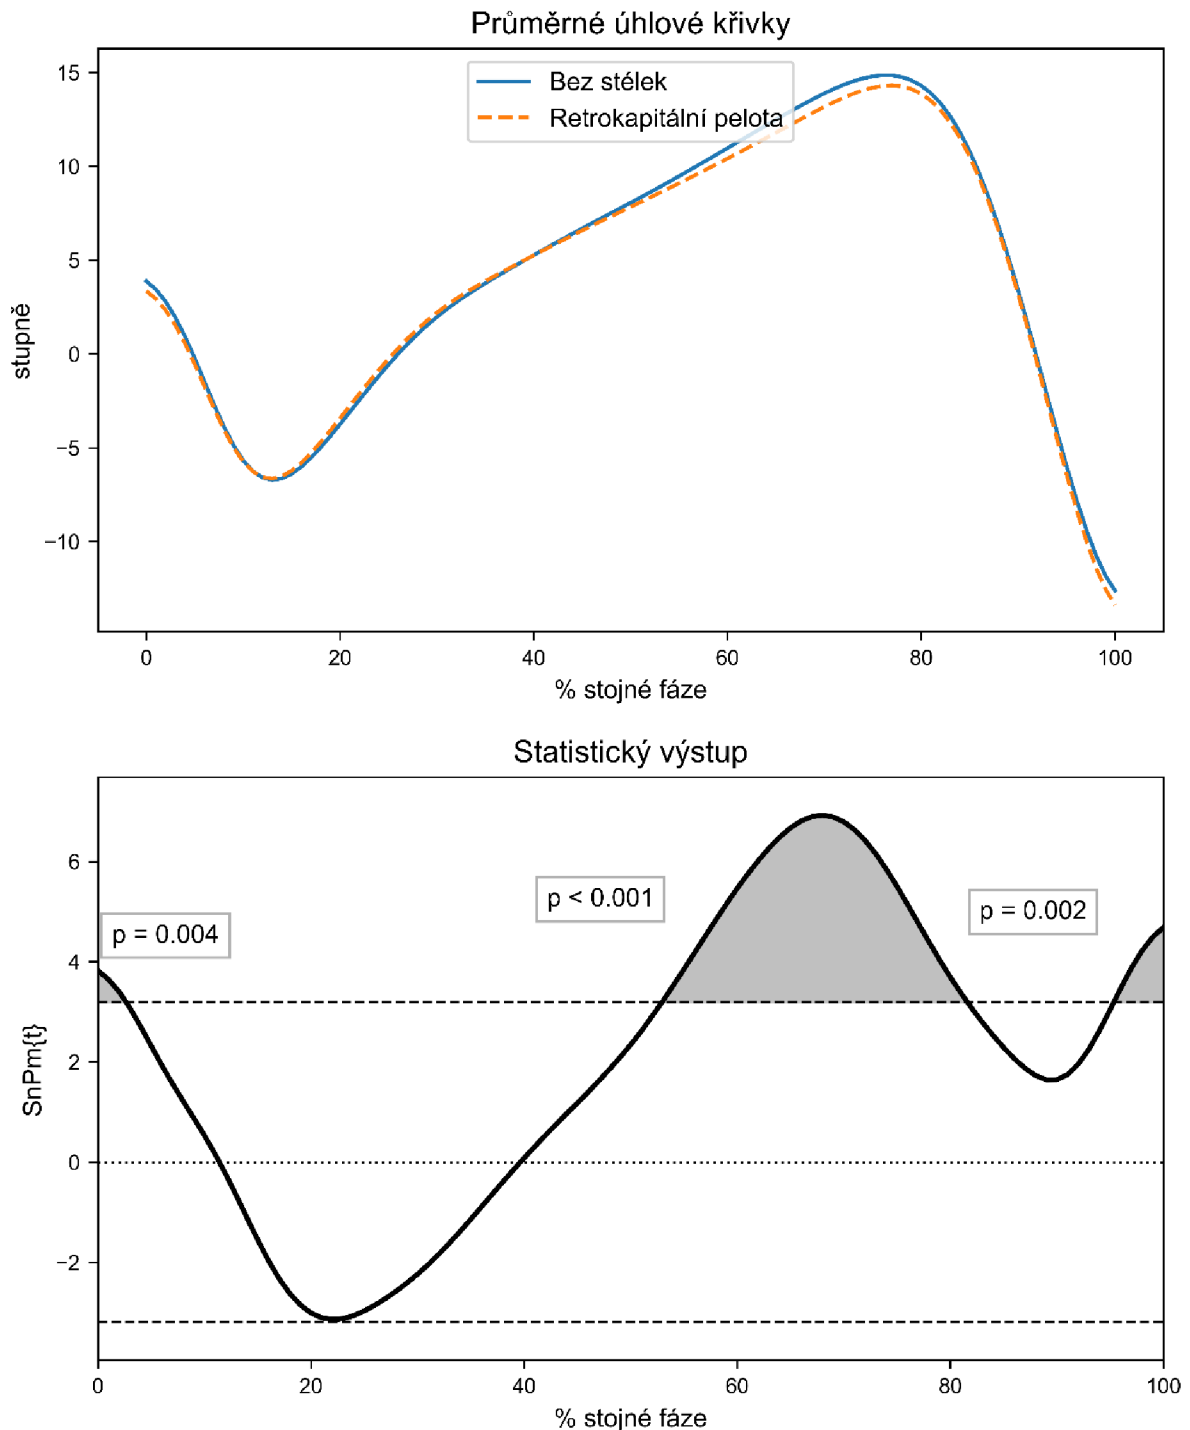 Průměrné úhlové křivky
Bez stélek
Retrokapitální pelota
15
10
5
0
−5
−10
stupně
0 20 40 60 80 100
% stojné fáze
Statistický výstup
6
4
2
0
−2
SnPm{t}
p = 0.004
p < 0.001
p = 0.002
0 20 40 60 80 100
% stojné fáze